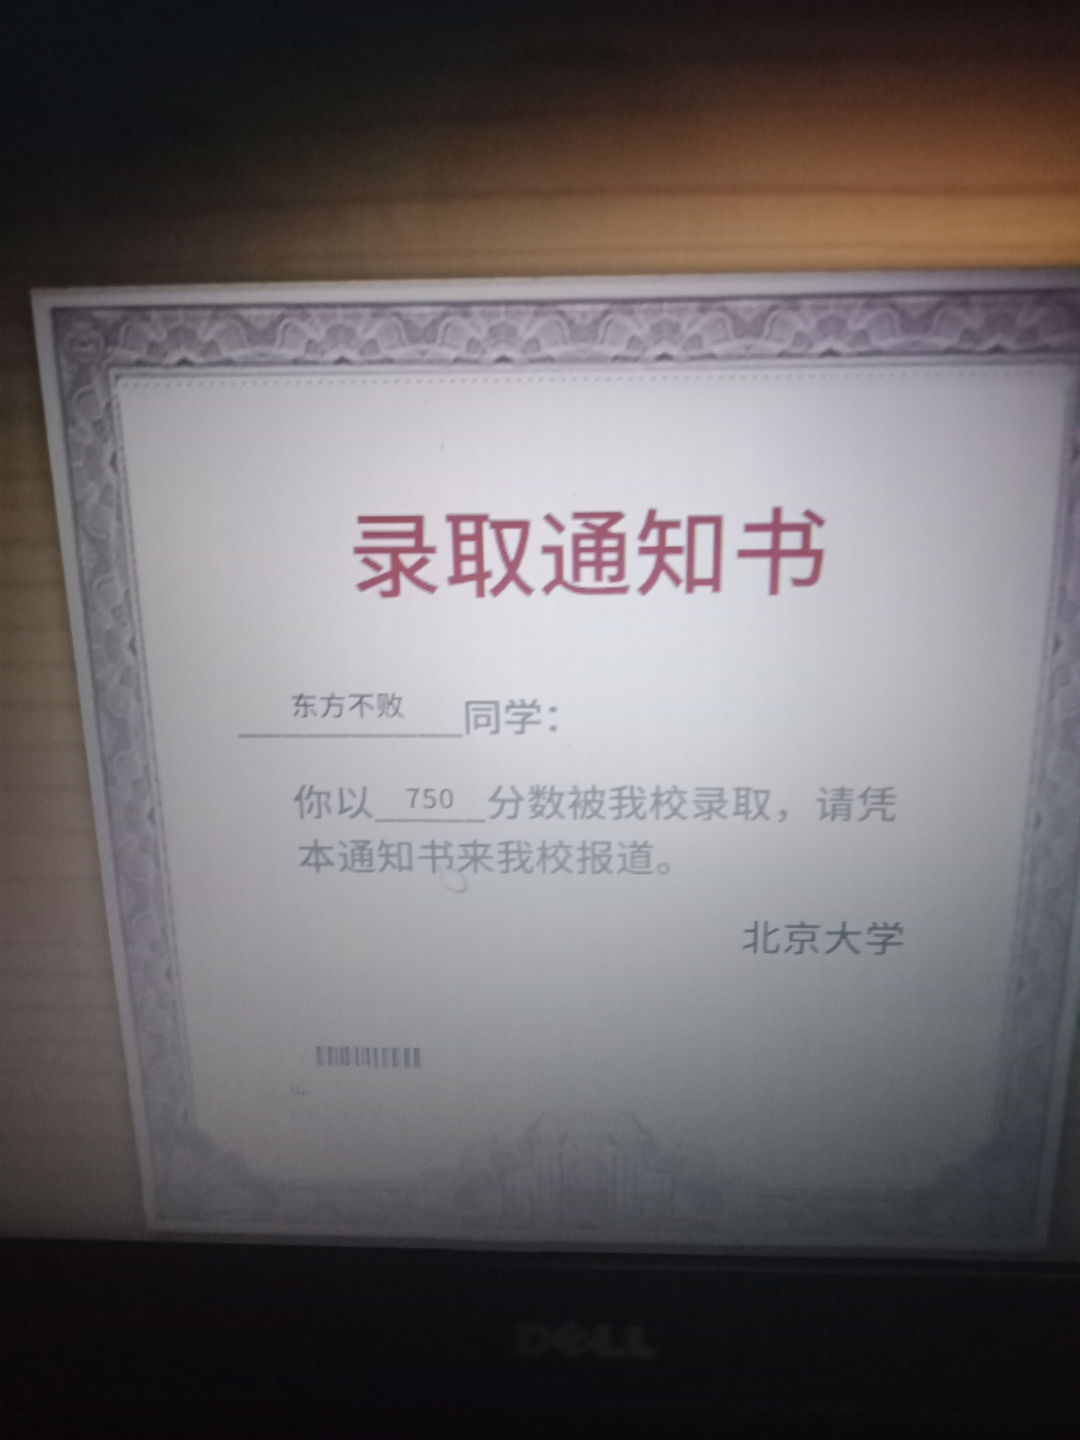 录取通知书
东方不败同学：
你以750分数被我校录取，请凭
本通知书来我校报道。
北京大学
DELL